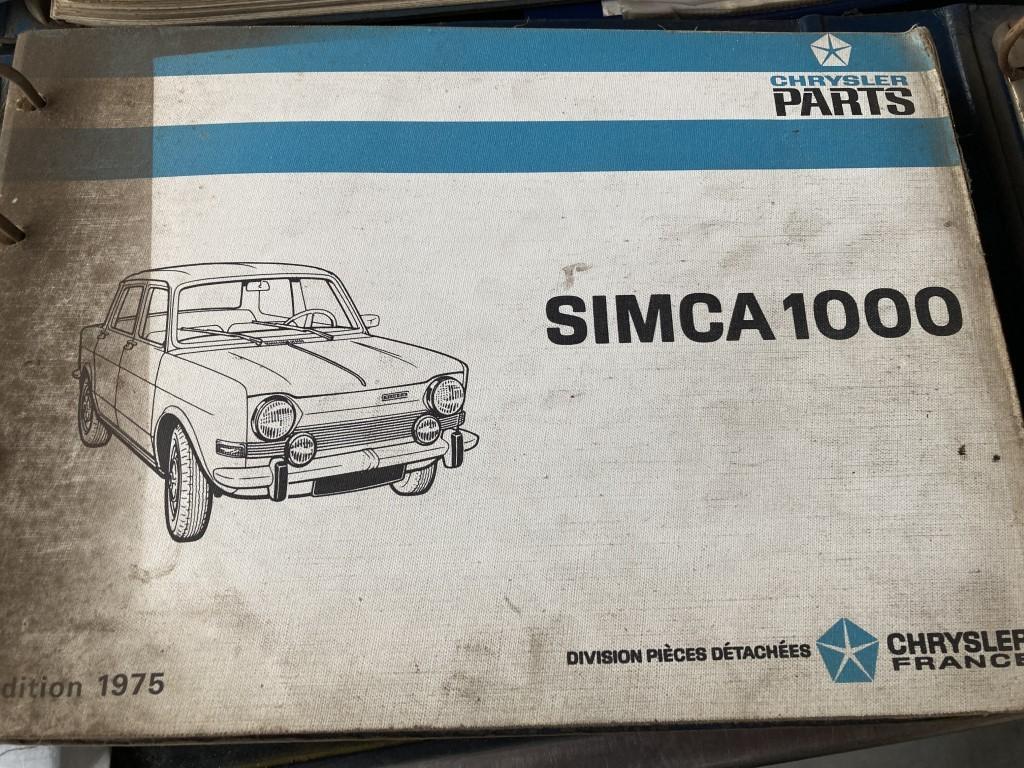 CHRYSLER
PARTS
SIMCA 1000
DIVISION PIÈCES DÉTACHÉES
CHRYSLER
FRANCE
dition 1975